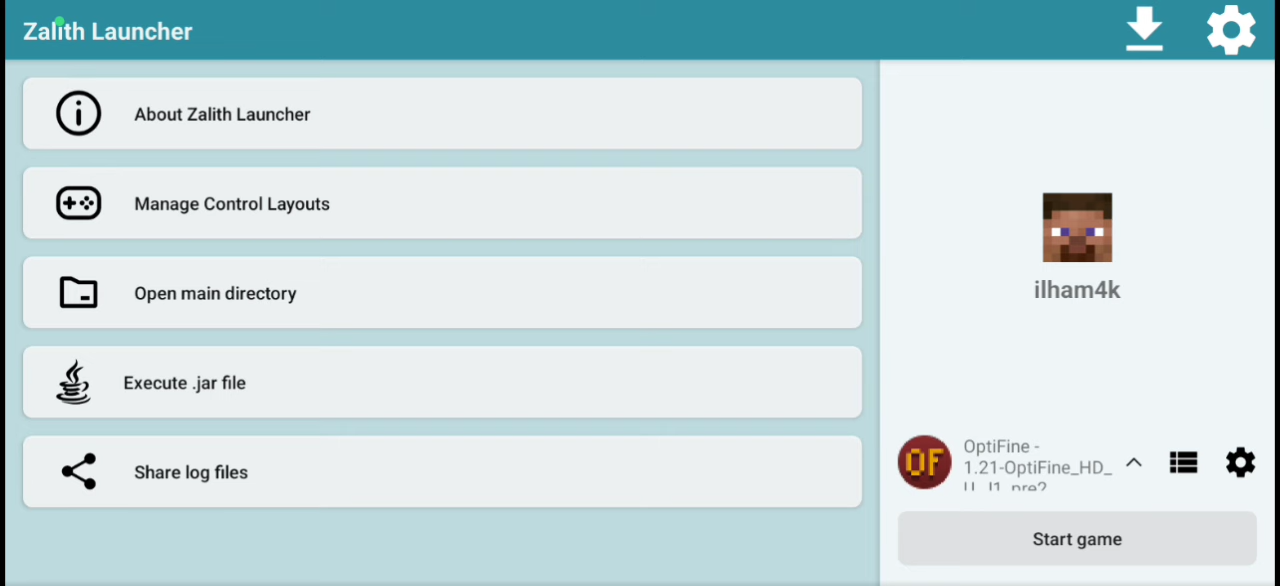 Zalith Launcher
About Zalith Launcher
Manage Control Layouts
Open main directory
Execute .jar file
Share log files
ilham4k
OF
OptiFine -
1.21-OptiFine_HD_
U_J1_pre2
Start game